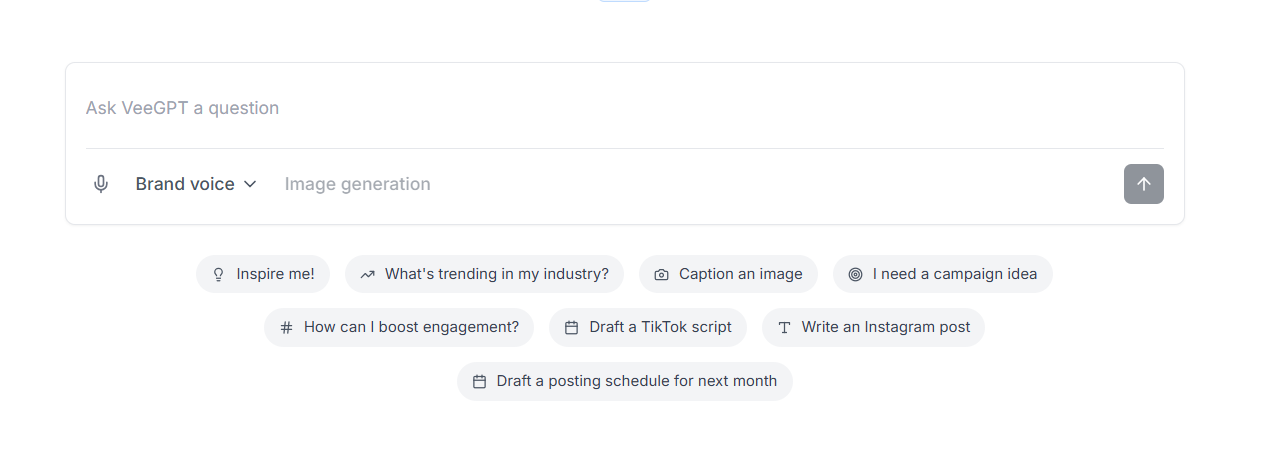 Ask VeeGPT a question
Brand voice Image generation
Inspire me! What's trending in my industry? Caption an image I need a campaign idea
How can I boost engagement? Draft a TikTok script Write an Instagram post
Draft a posting schedule for next month